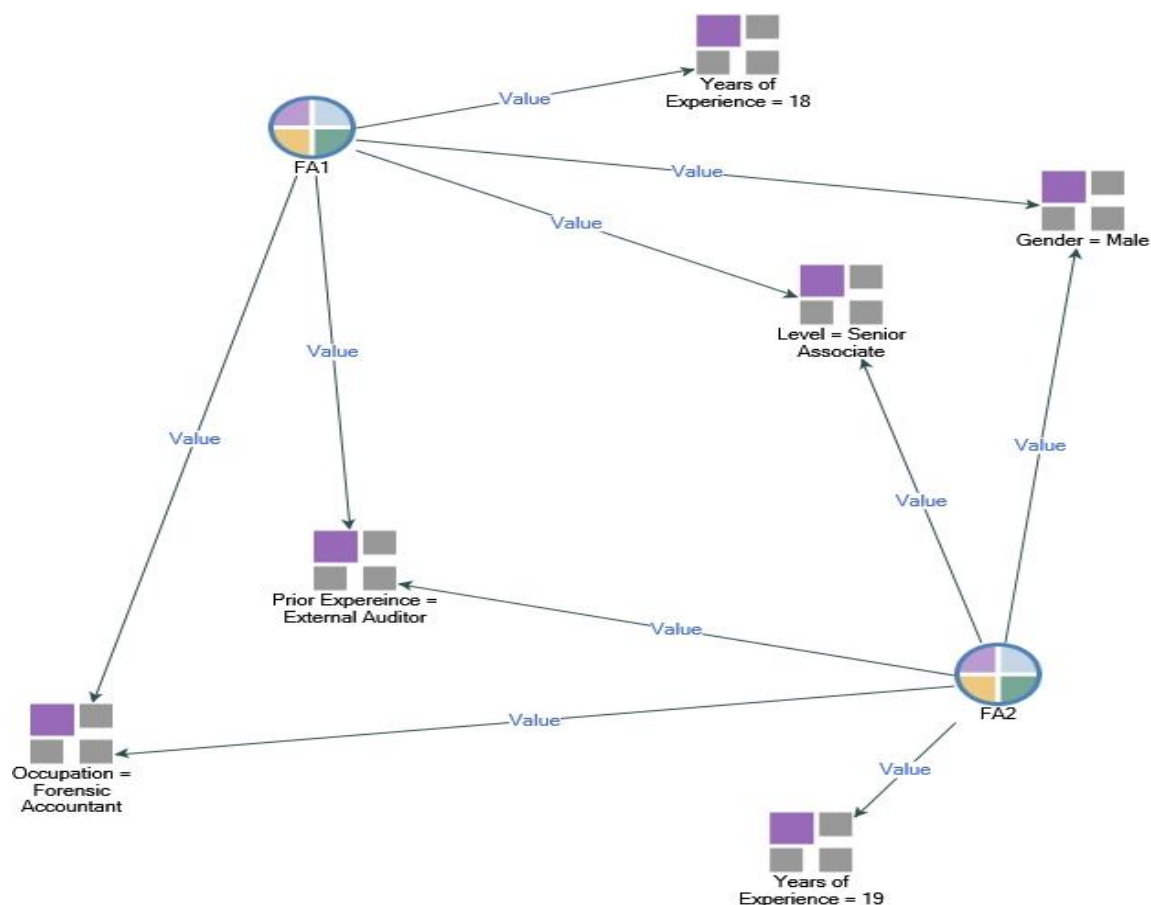 Years of
Experience = 18
Value
FA1
Value
Gender = Male
Value
Level = Senior
Associate
Value
Value
Value
Value
Prior Expereince =
External Auditor
Value
FA2
Value
Occupation =
Forensic
Accountant
Value
Years of
Experience = 19